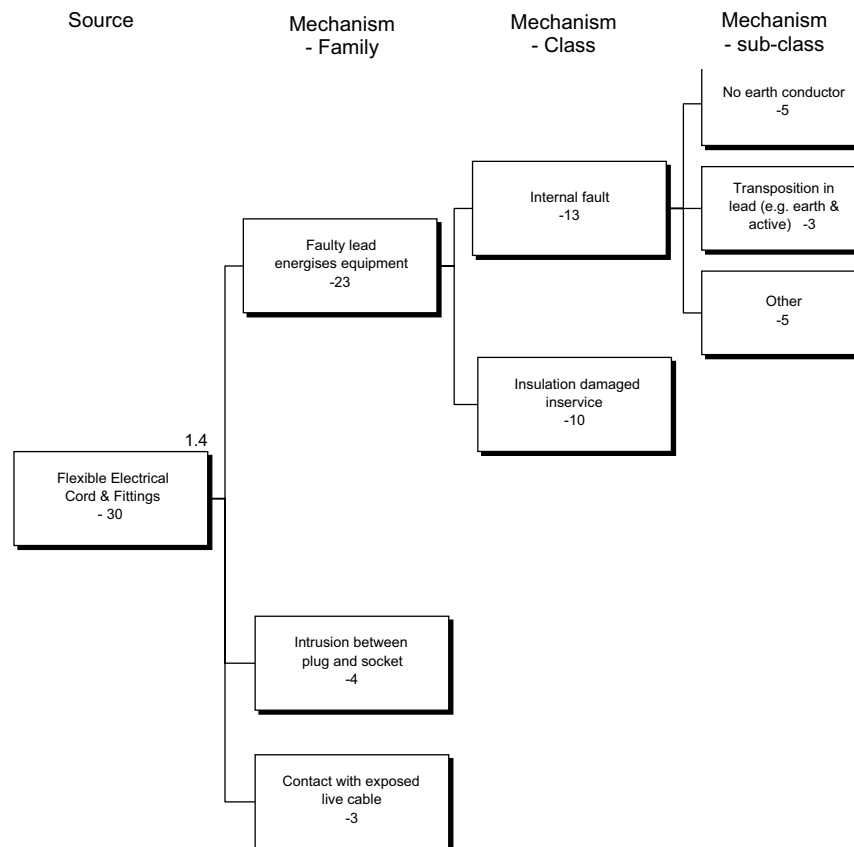 Source
Mechanism
- Family
Mechanism
- Class
Mechanism
- sub-class
No earth conductor
-5
Internal fault
-13
Transposition in
lead (e.g. earth &
active) -3
Faulty lead
energises equipment
-23
Other
-5
Insulation damaged
inservice
-10
1.4
Flexible Electrical
Cord & Fittings
- 30
Intrusion between
plug and socket
-4
Contact with exposed
live cable
-3